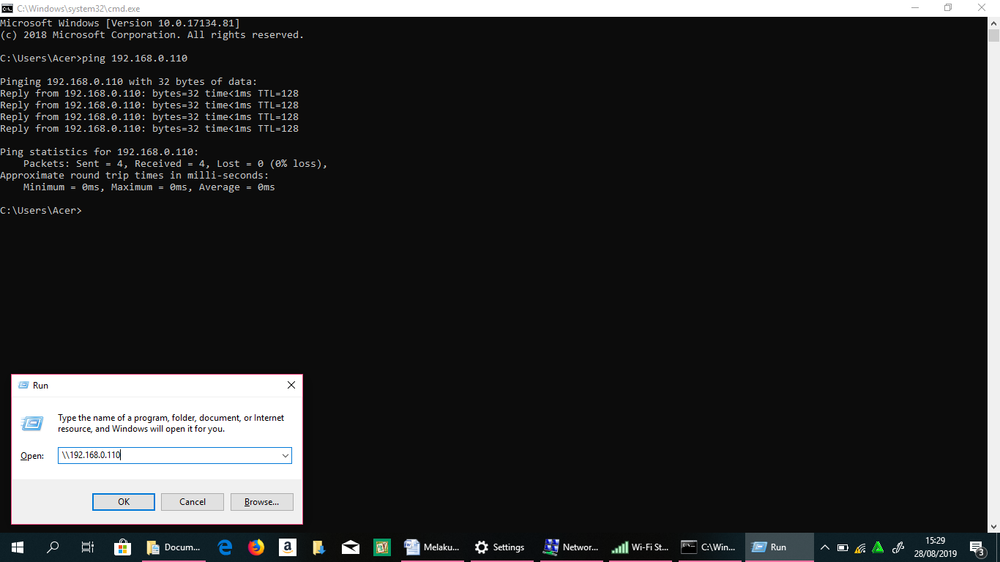 C:\Windows\system32\cmd.exe
Microsoft Windows [Version 10.0.17134.81]
(c) 2018 Microsoft Corporation. All rights reserved.
C:\Users\Acer>ping 192.168.0.110
Pinging 192.168.0.110 with 32 bytes of data:
Reply from 192.168.0.110: bytes=32 time<1ms TTL=128
Reply from 192.168.0.110: bytes=32 time<1ms TTL=128
Reply from 192.168.0.110: bytes=32 time<1ms TTL=128
Reply from 192.168.0.110: bytes=32 time<1ms TTL=128
Ping statistics for 192.168.0.110:
    Packets: Sent = 4, Received = 4, Lost = 0 (0% loss),
Approximate round trip times in milli-seconds:
    Minimum = 0ms, Maximum = 0ms, Average = 0ms
C:\Users\Acer>
Run
Type the name of a program, folder, document, or Internet
resource, and Windows will open it for you.
Open: \\192.168.0.110
OK Cancel Browse...
Docum... Melaku... Settings Networ... Wi-Fi St... C:\Win... Run
15:29
28/08/2019
3